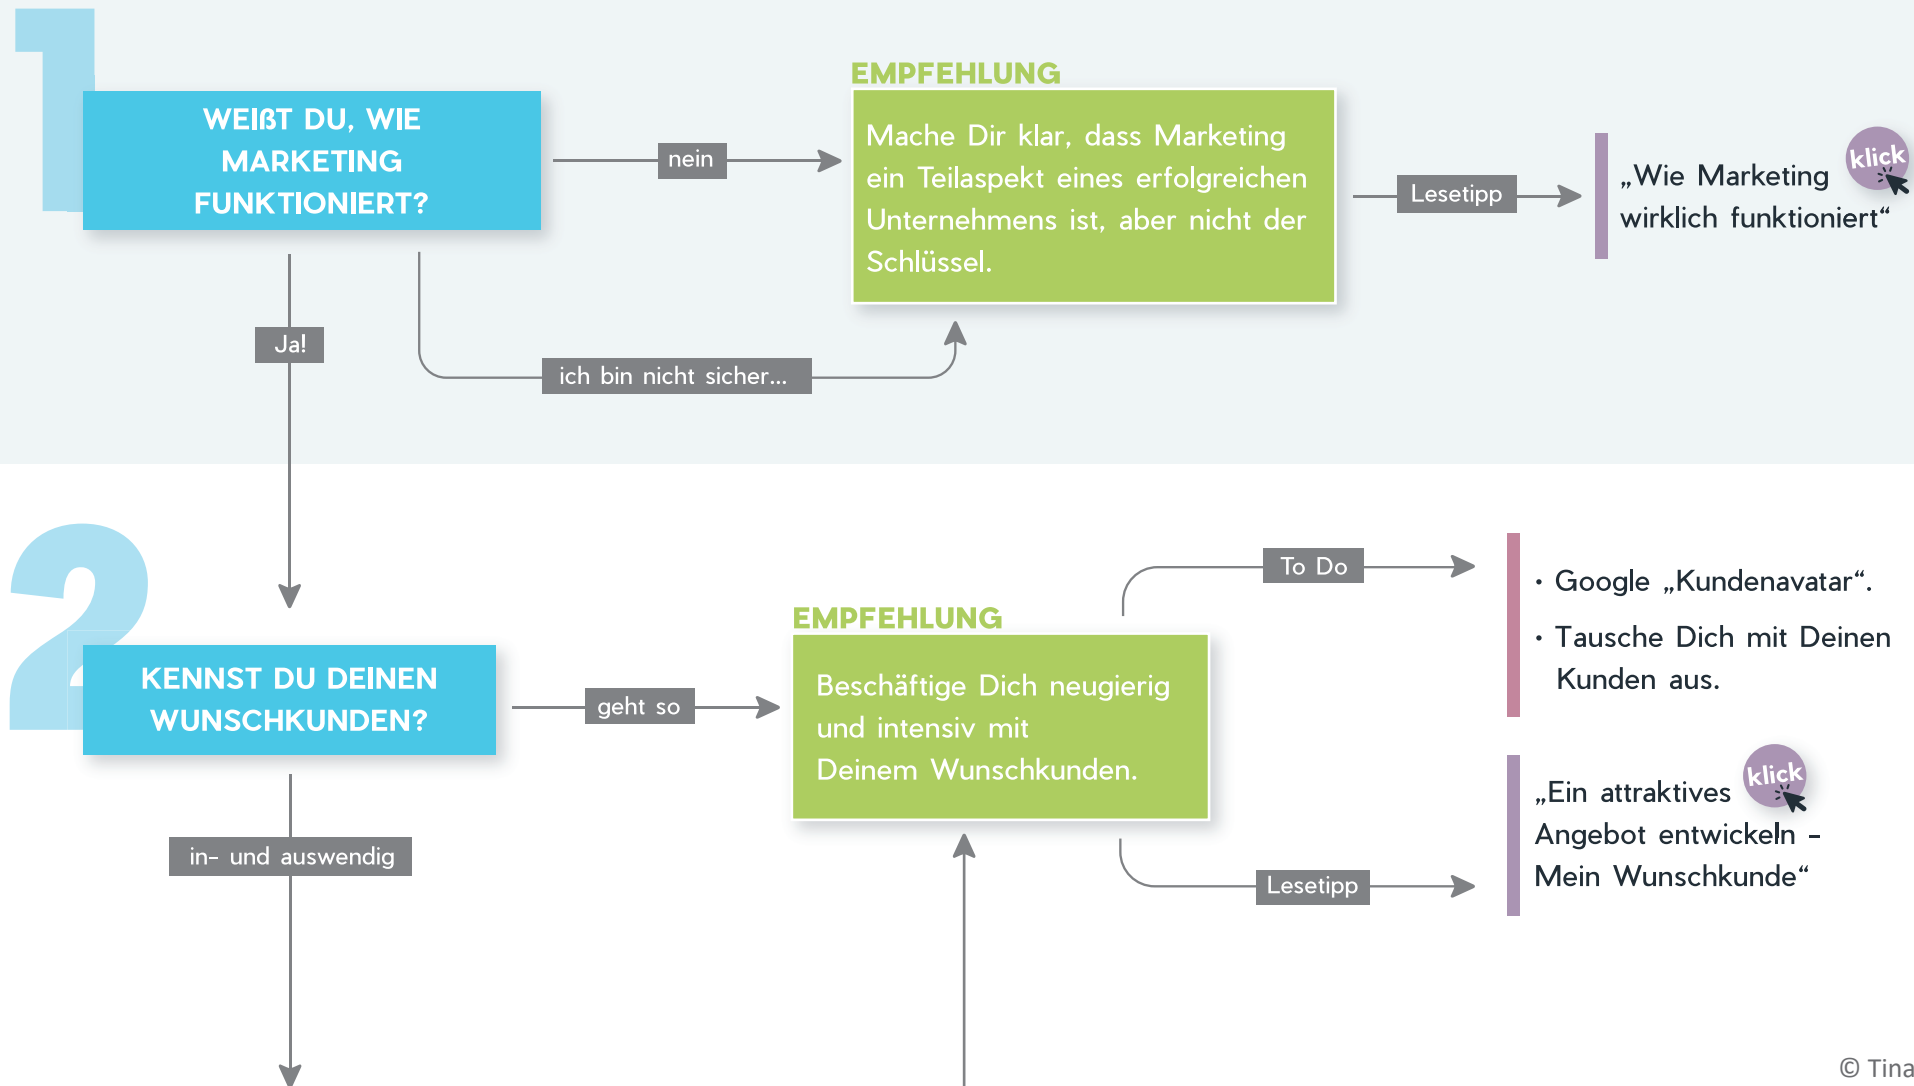 1
WEIßT DU, WIE
MARKETING
FUNKTIONIERT?
nein
EMPFEHLUNG
Mache Dir klar, dass Marketing
ein Teilaspekt eines erfolgreichen
Unternehmens ist, aber nicht der
Schlüssel.
Lesetipp
„Wie Marketing
wirklich funktioniert“
klick
Ja!
ich bin nicht sicher...
2
KENNST DU DEINEN
WUNSCHKUNDEN?
geht so
EMPFEHLUNG
Beschäftige Dich neugierig
und intensiv mit
Deinem Wunschkunden.
To Do
• Google „Kundenavatar“.
• Tausche Dich mit Deinen
Kunden aus.
Lesetipp
„Ein attraktives
Angebot entwickeln –
Mein Wunschkunde“
klick
in- und auswendig
© Tina